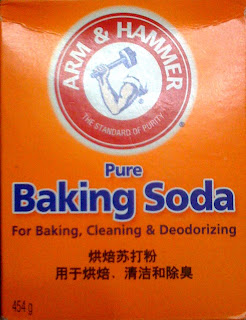 ARM & HAMMER
THE STANDARD OF PURITY
®
Pure
Baking Soda
For Baking, Cleaning & Deodorizing
烘焙苏打粉
用于烘焙、清洁和除臭
454 g